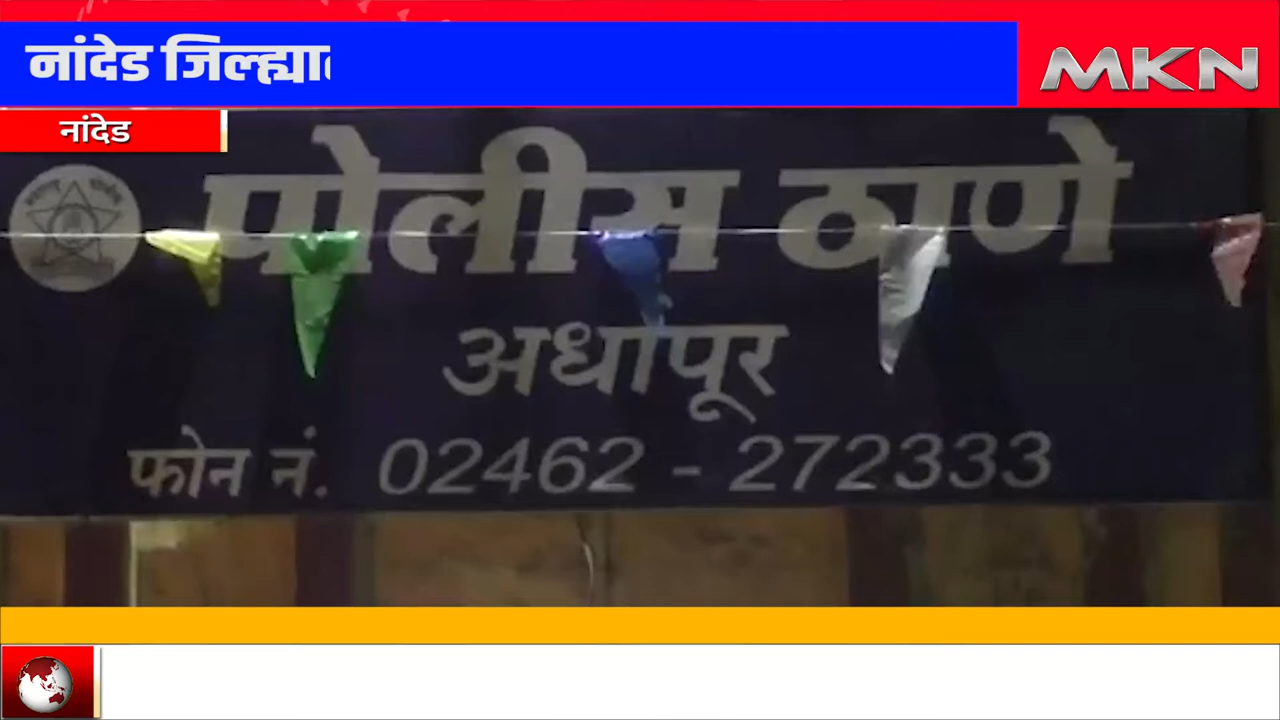 नांदेड जिल्ह्या
MKN
नांदेड
पोलीस ठाणे
अर्धापूर
फोन नं. 02462 - 272333